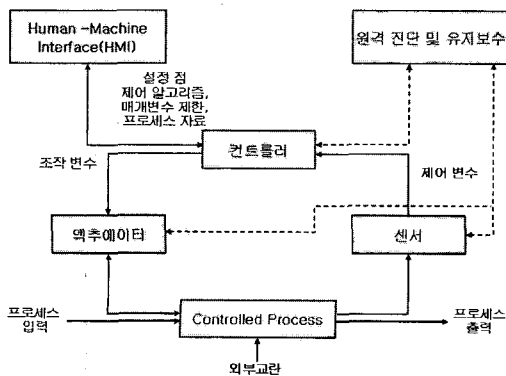 Human -Machine
Interface(HMI)
원격 진단 및 유지보수
설정 점
제어 알고리즘,
매개변수 제한,
프로세스 자료
컨트롤러
조작 변수
제어 변수
액추에이터
센서
프로세스
입력
Controlled Process
프로세스
출력
외부교란